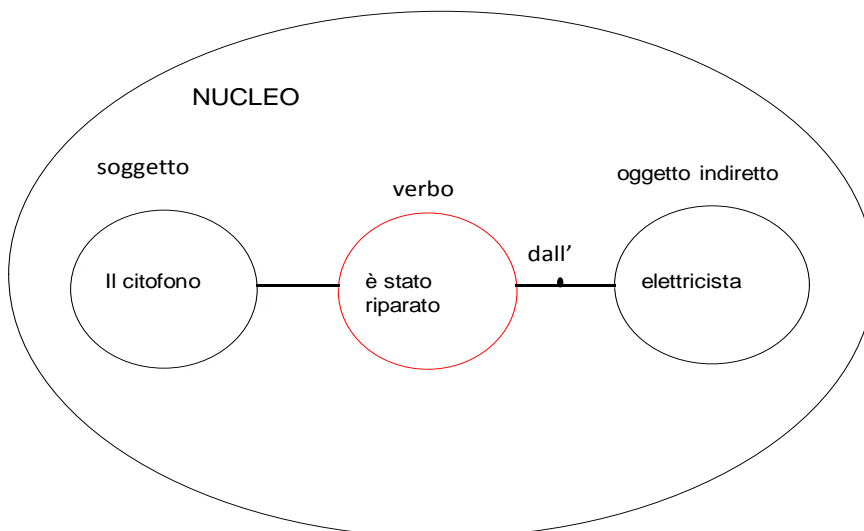 NUCLEO
soggetto
verbo
oggetto indiretto
Il citofono
è stato
riparato
dall'
elettricista